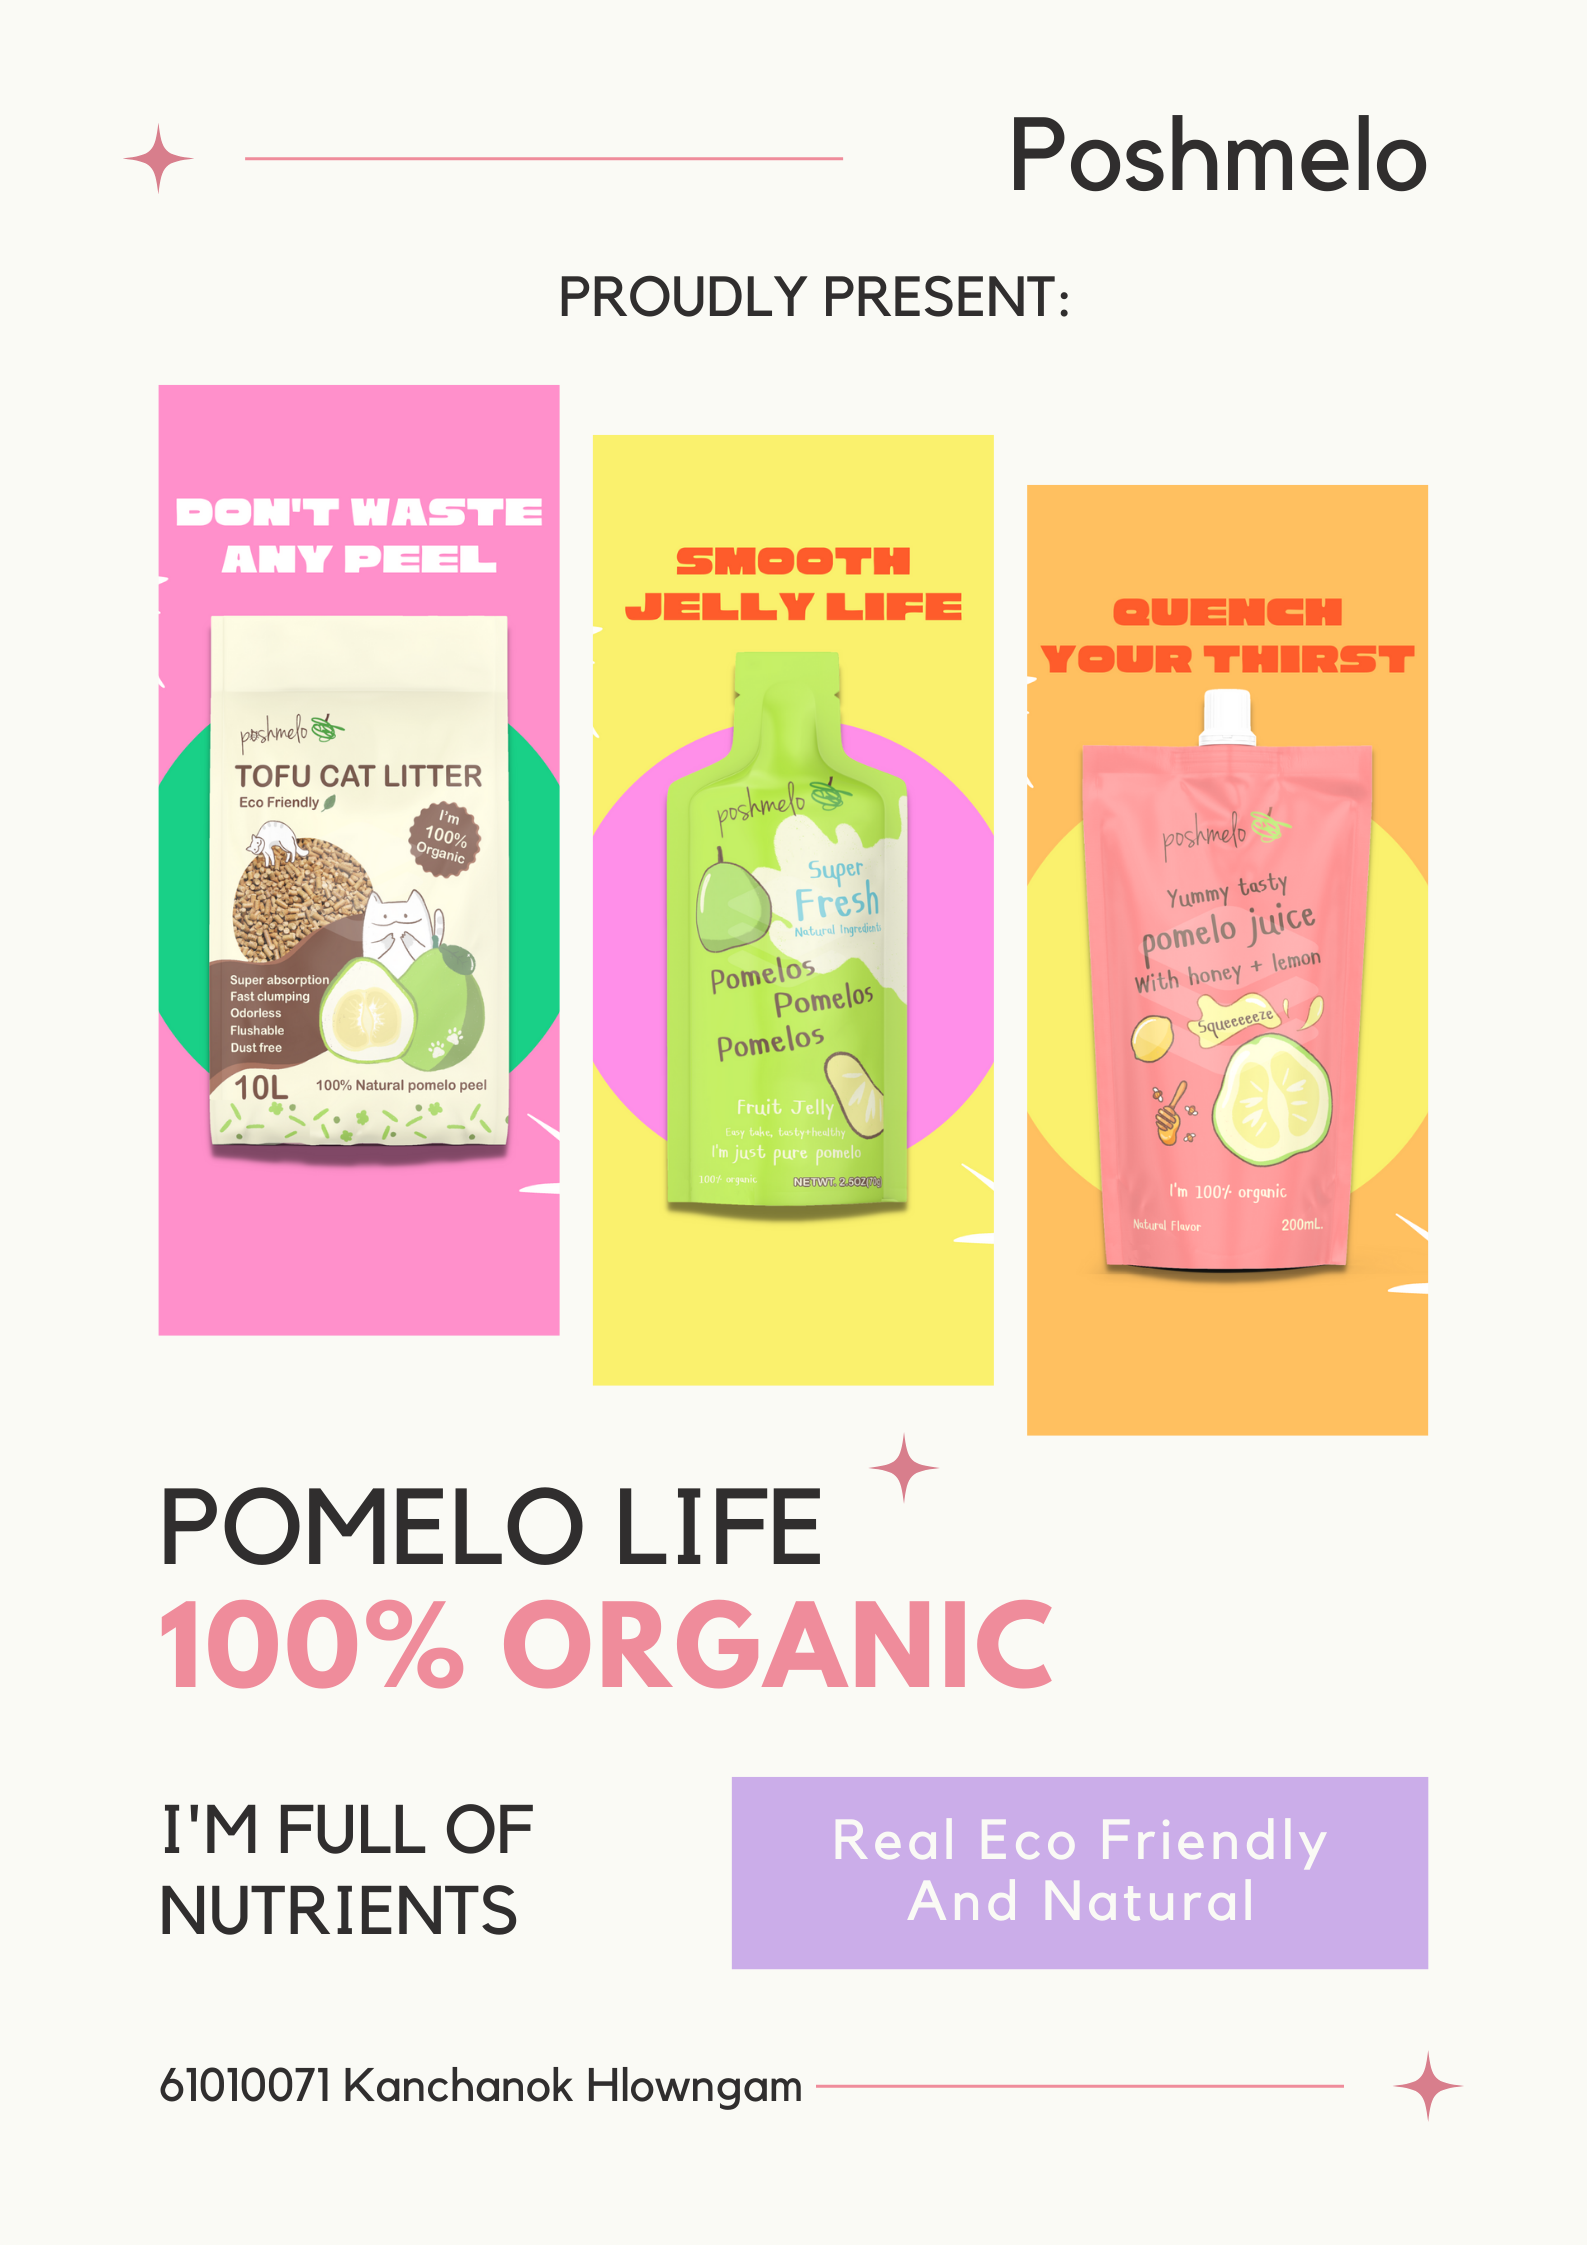 Poshmelo
PROUDLY PRESENT:
DON'T WASTE
ANY PEEL
poshmelo
TOFU CAT LITTER
Eco Friendly
I'm
100%
Organic
Super absorption
Fast clumping
Odorless
Flushable
Dust free
10L
100% Natural pomelo peel
SMOOTH
JELLY LIFE
poshmelo
Super
Fresh
Natural Ingredients
Pomelos
Pomelos
Pomelos
Fruit Jelly
Easy take, tasty+healthy
I'm just pure pomelo
100% organic
NETWT. 2.5OZ(70g
QUENCH
YOUR THIRST
poshmelo
Yummy tasty
pomelo juice
With honey + lemon
Squeeeeeze
I'm 100% organic
Natural Flavor
200mL.
POMELO LIFE
100% ORGANIC
I'M FULL OF
NUTRIENTS
Real Eco Friendly
And Natural
61010071 Kanchanok Hlowngam